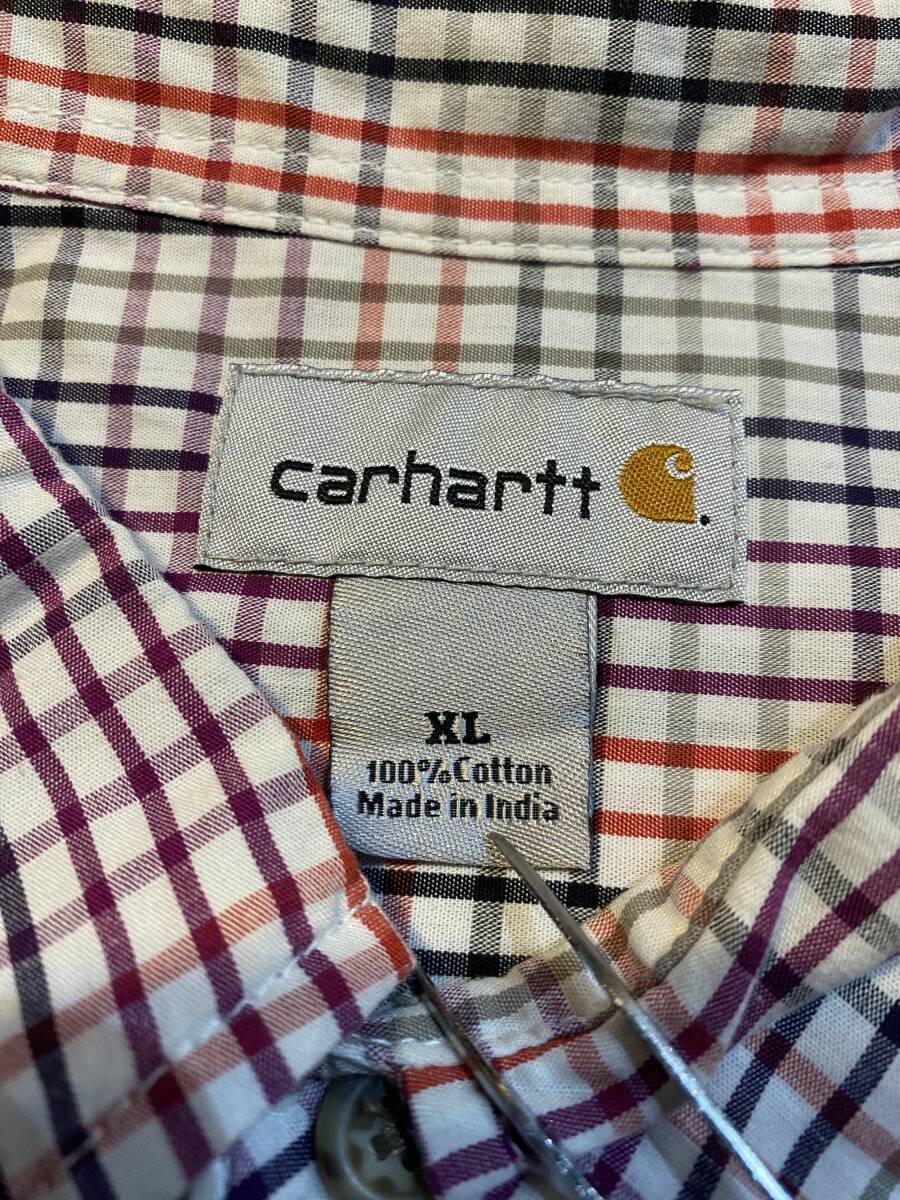 carhartt
XL
100% Cotton
Made in India